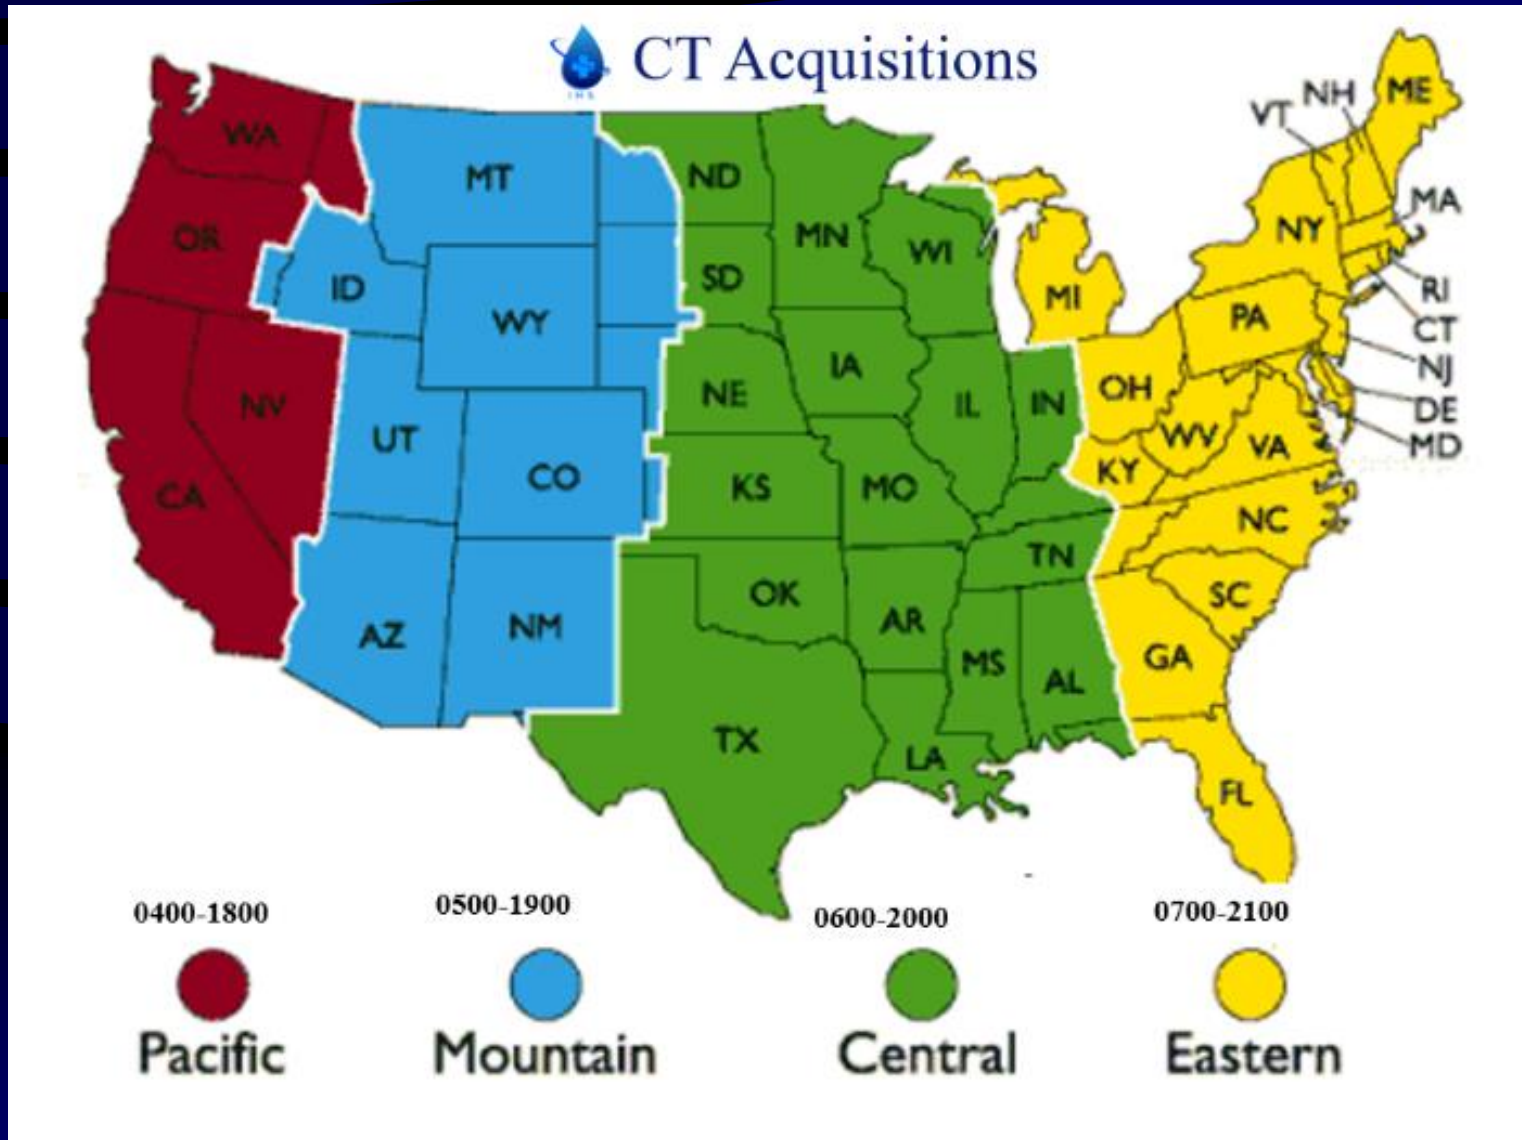 CT Acquisitions
IHS
WA
MT
ND
MN
VT
NH
ME
OR
ID
WY
SD
WI
MI
NY
MA
RI
CT
NJ
DE
MD
PA
NV
UT
CO
NE
IA
IL
IN
OH
WV
VA
KY
CA
KS
MO
NC
TN
SC
AZ
NM
OK
AR
MS
AL
GA
TX
LA
FL
0400-1800
0500-1900
0600-2000
0700-2100
Pacific
Mountain
Central
Eastern